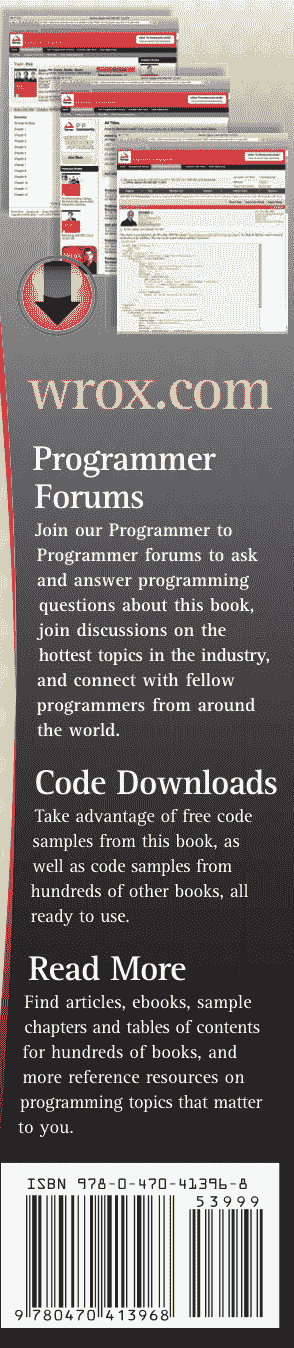 wrox.com
Programmer
Forums
Join our Programmer to
Programmer forums to ask
and answer programming
questions about this book,
join discussions on the
hottest topics in the industry,
and connect with fellow
programmers from around
the world.
Code Downloads
Take advantage of free code
samples from this book, as
well as code samples from
hundreds of other books, all
ready to use.
Read More
Find articles, ebooks, sample
chapters and tables of contents
for hundreds of books, and
more reference resources on
programming topics that matter
to you.
ISBN 978-0-470-41396-8
53999
9 780470 413968